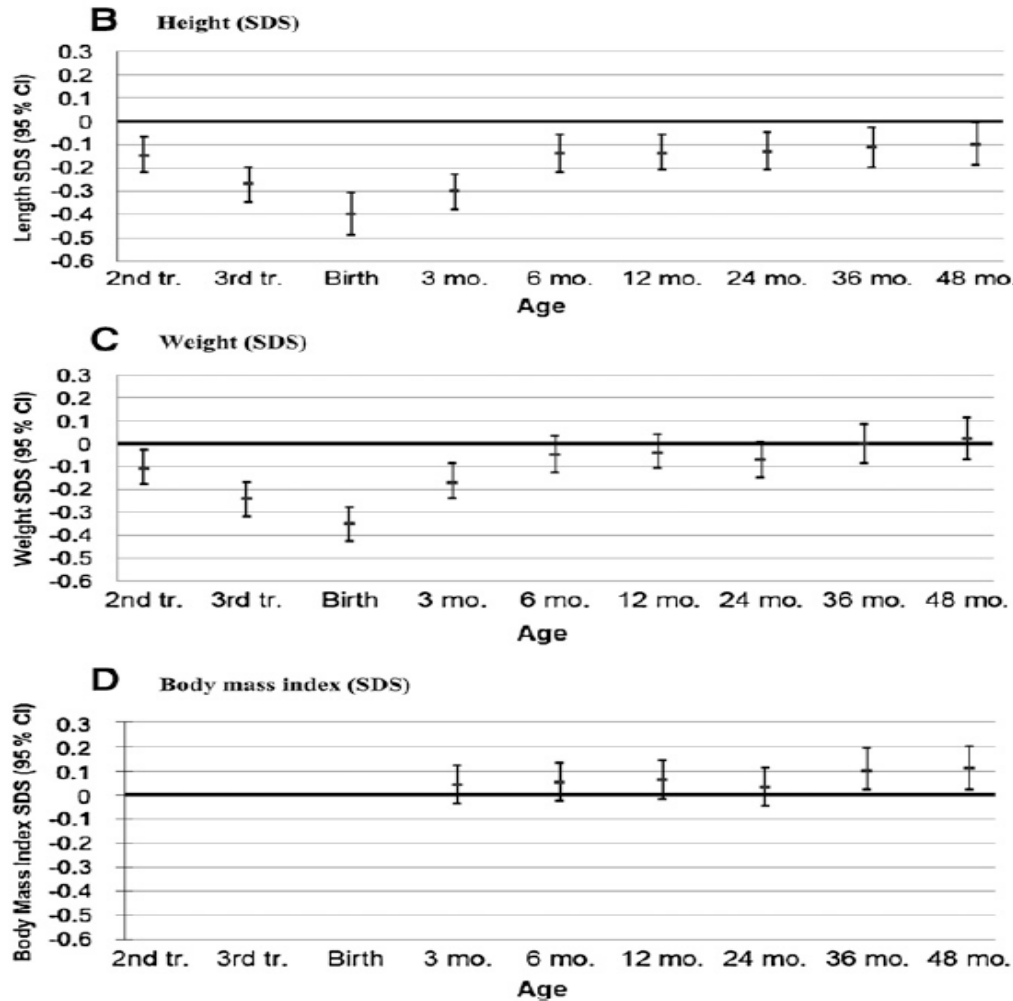 B Height (SDS)
Length SDS (95 % CI)
0.3
0.2
0.1
0
-0.1
-0.2
-0.3
-0.4
-0.5
-0.6
2nd tr. 3rd tr. Birth 3 mo. 6 mo. 12 mo. 24 mo. 36 mo. 48 mo.
Age
C Weight (SDS)
Weight SDS (95 % CI)
0.3
0.2
0.1
0
-0.1
-0.2
-0.3
-0.4
-0.5
-0.6
2nd tr. 3rd tr. Birth 3 mo. 6 mo. 12 mo. 24 mo. 36 mo. 48 mo.
Age
D Body mass index (SDS)
Body Mass Index SDS (95 % CI)
0.3
0.2
0.1
0
-0.1
-0.2
-0.3
-0.4
-0.5
-0.6
2nd tr. 3rd tr. Birth 3 mo. 6 mo. 12 mo. 24 mo. 36 mo. 48 mo.
Age